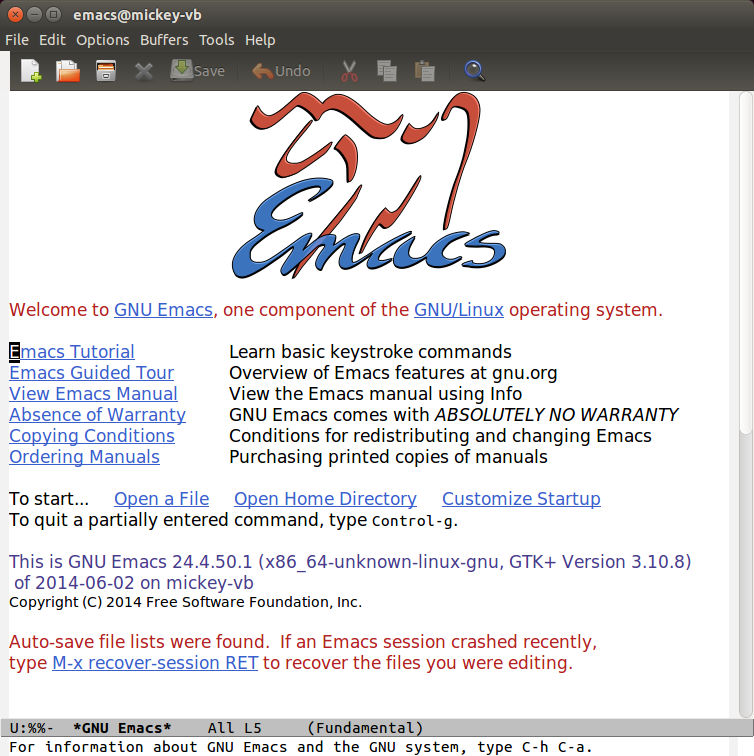 emacs@mickey-vb
File Edit Options Buffers Tools Help
Save Undo
Emacs
Welcome to GNU Emacs, one component of the GNU/Linux operating system.
Emacs Tutorial Learn basic keystroke commands
Emacs Guided Tour Overview of Emacs features at gnu.org
View Emacs Manual View the Emacs manual using Info
Absence of Warranty GNU Emacs comes with ABSOLUTELY NO WARRANTY
Copying Conditions Conditions for redistributing and changing Emacs
Ordering Manuals Purchasing printed copies of manuals
To start... Open a File Open Home Directory Customize Startup
To quit a partially entered command, type Control-g.
This is GNU Emacs 24.4.50.1 (x86_64-unknown-linux-gnu, GTK+ Version 3.10.8)
of 2014-06-02 on mickey-vb
Copyright (C) 2014 Free Software Foundation, Inc.
Auto-save file lists were found. If an Emacs session crashed recently,
type M-x recover-session RET to recover the files you were editing.
U:%%- *GNU Emacs* All L5 (Fundamental)
For information about GNU Emacs and the GNU system, type C-h C-a.